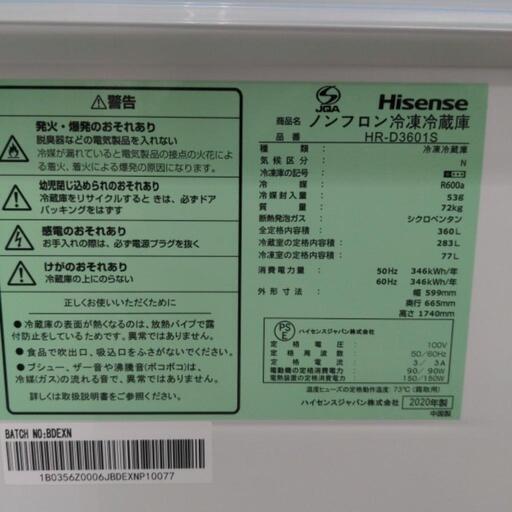 ⚠警告
発火・爆発のおそれあり
脱臭器などの電気製品を入れない
冷媒が漏れていると電気製品の接点の火花による着火、着火による爆発の原因になります。
幼児閉じ込められのおそれあり
冷蔵庫をリサイクルするときは、必ずドアパッキングをはずす
感電のおそれあり
お手入れの際は、必ず電源プラグを抜く
けがのおそれあり
冷蔵庫の上にのらない
正しくお使いいただくために
●冷蔵庫の表面が熱くなるのは、放熱パイプで露付防止をしているためです。異常ではありません。
●食品で吹出口、吸込口をふさがないでください。
●プシュー、ザー音や沸騰音(ポコポコ)は、冷媒(ガス)の流れる音で、異常ではありません。
詳しくは取扱説明書をご覧ください。
JQA
Hisense
商品名 ノンフロン冷凍冷蔵庫
品番 HR-D3601S
種類: 冷凍冷蔵庫
気候区分: N
冷凍庫の記号:
冷媒: R600a
冷媒封入量: 53g
質量: 72kg
断熱発泡ガス: シクロペンタン
全定格内容積: 360L
冷蔵室の定格内容積: 283L
冷凍室の定格内容積: 77L
消費電力量: 50Hz 346kWh/年
60Hz 346kWh/年
外形寸法: 幅 599mm
奥行 665mm
高さ 1740mm
PSE
ハイセンスジャパン株式会社
定格電圧: 100V
定格周波数: 50/60Hz
定格電流: 3/3A
電動機の定格消費電力: 90/90W
電熱装置の定格消費電力: 150/150W
温度ヒューズの定格動作温度:73℃(霜取用)
ハイセンスジャパン株式会社 2020年製
中国製
BATCH NO:BDEXN
1B0356Z0006JBDEXNP10077